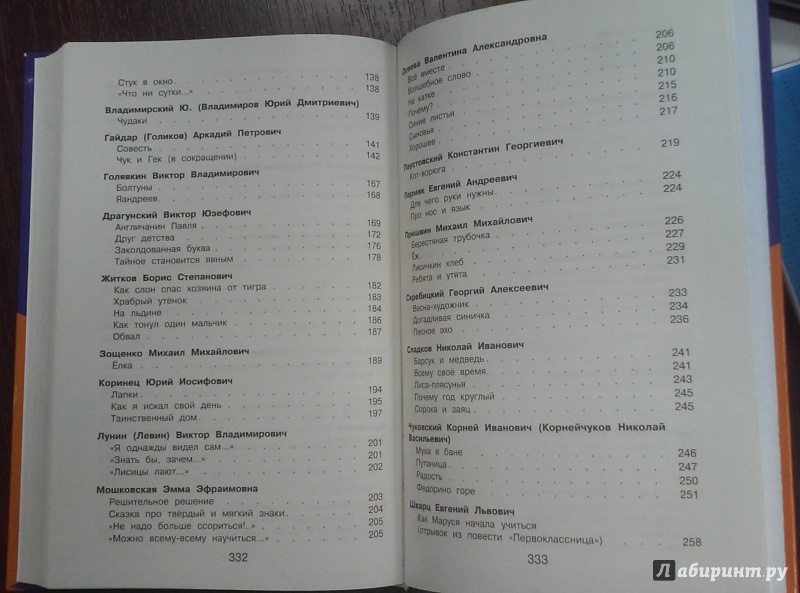 Стук в окно. 138
«Что ни сутки...» 138
Владимирский Ю. (Владимиров Юрий Дмитриевич)
Чудаки 139
Гайдар (Голиков) Аркадий Петрович
Совесть 141
Чук и Гек (в сокращении) 142
Голявкин Виктор Владимирович
Болтуны 167
Яандреев 168
Драгунский Виктор Юзефович
Англичанин Павля 169
Друг детства 172
Заколдованная буква 176
Тайное становится явным 178
Житков Борис Степанович
Как слон спас хозяина от тигра 182
Храбрый утёнок 183
На льдине 184
Как тонул один мальчик 186
Обвал 187
Зощенко Михаил Михайлович
Ёлка 189
Коринец Юрий Иосифович
Лапки 194
Как я искал свой день 195
Таинственный дом 197
Лунин (Левин) Виктор Владимирович
«Я однажды видел сам...» 201
«Знать бы, зачем...» 201
«Лисицы лают...» 202
Мошковская Эмма Эфраимовна
Решительное решение 203
Сказка про твёрдый и мягкий знаки 204
«Не надо больше ссориться!..» 205
«Можно всему-всему научиться...» 205
332
Осеева Валентина Александровна
Всё вместе 206
Волшебное слово 206
На катке 210
Почему? 210
Синие листья 215
Сыновья 216
Хорошее 217
Паустовский Константин Георгиевич
Кот-ворюга 219
Пермяк Евгений Андреевич
Для чего руки нужны 224
Про нос и язык 224
Пришвин Михаил Михайлович
Берестяная трубочка 226
Ёж 227
Лисичкин хлеб 229
Ребята и утята 231
Скребицкий Георгий Алексеевич
Весна-художник 233
Догадливая синичка 234
Лесное эхо 236
Сладков Николай Иванович
Барсук и медведь 241
Всему своё время 241
Лиса-плясунья 243
Почему год круглый 245
Сорока и заяц 245
Чуковский Корней Иванович (Корнейчуков Николай
Васильевич)
Муха в бане 246
Путаница 247
Радость 250
Федорино горе 251
Шварц Евгений Львович
Как Маруся начала учиться
(отрывок из повести «Первоклассница») 258
333
Лабиринт.ру